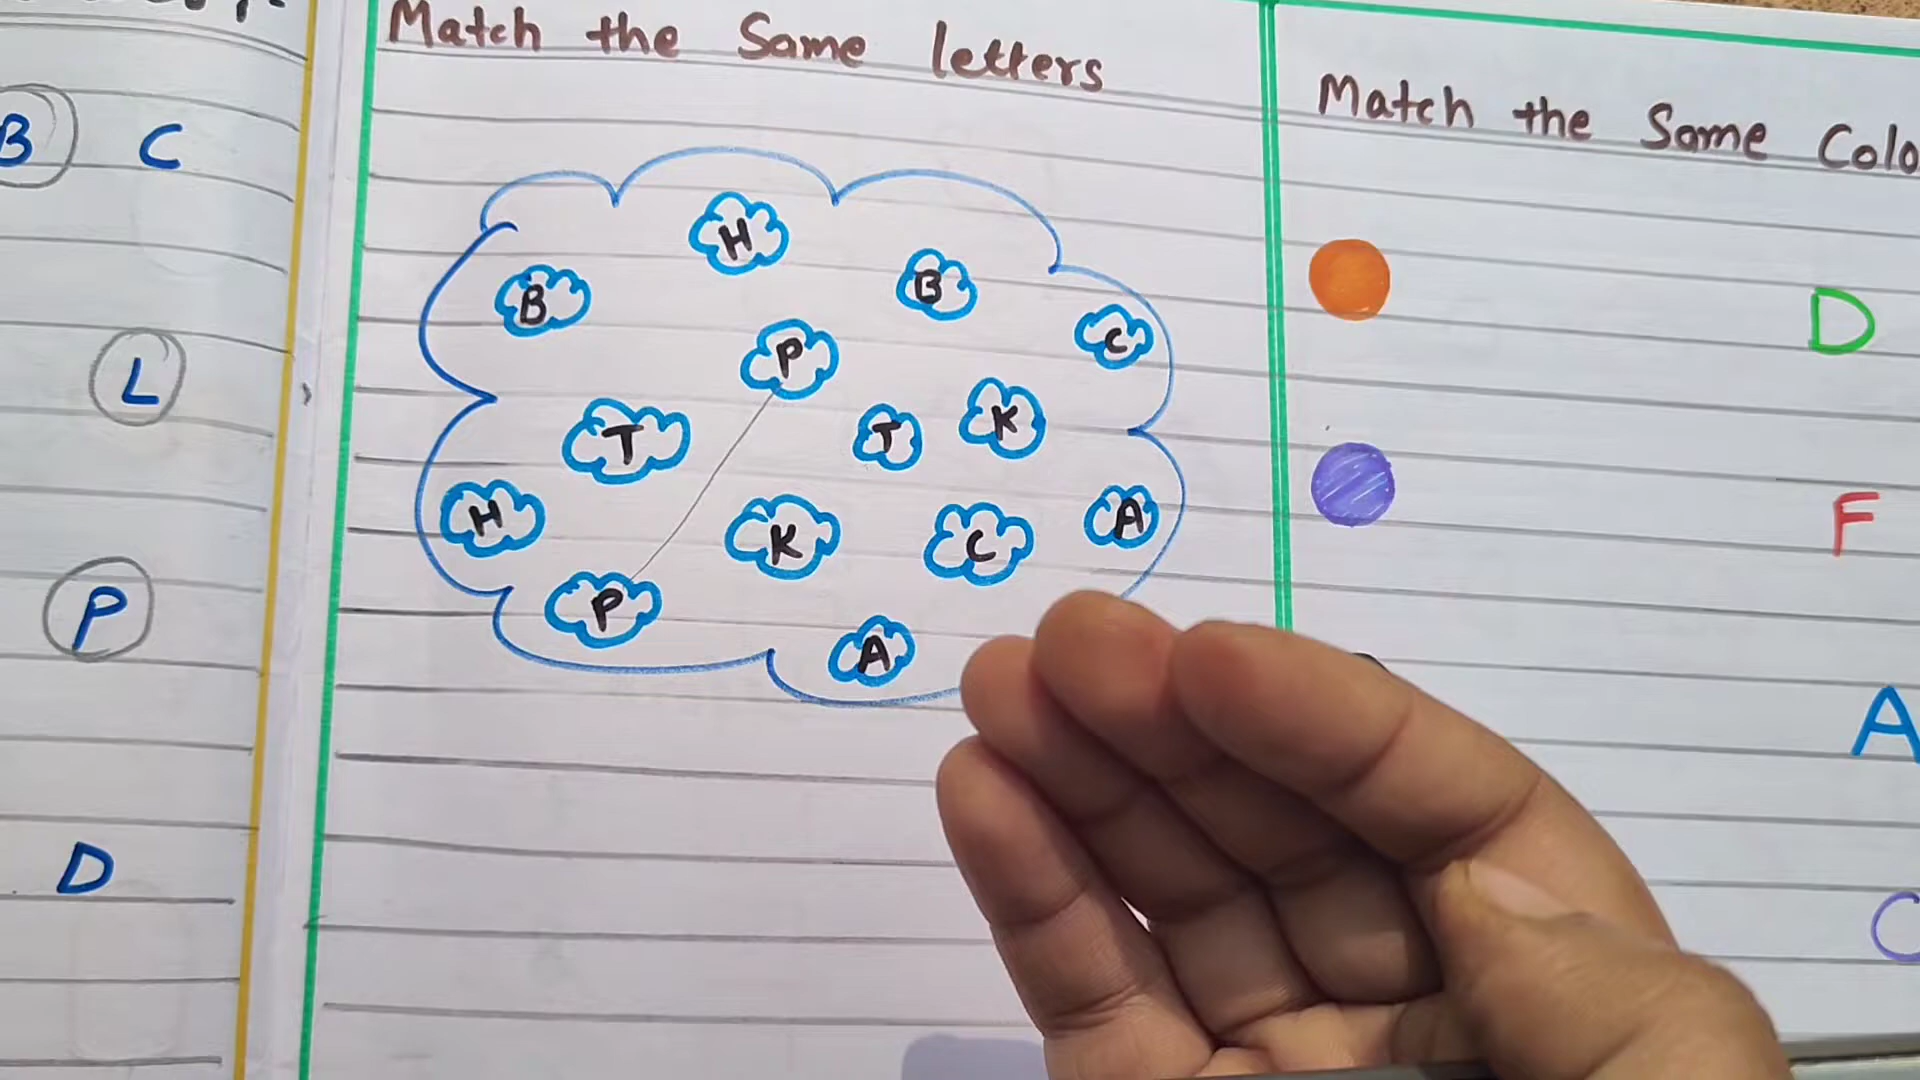 B C
L
P
D
Match the Same letters
H
B B
C
P
T T K
H K C A
P
A
Match the Same Colo
D
F
A
C